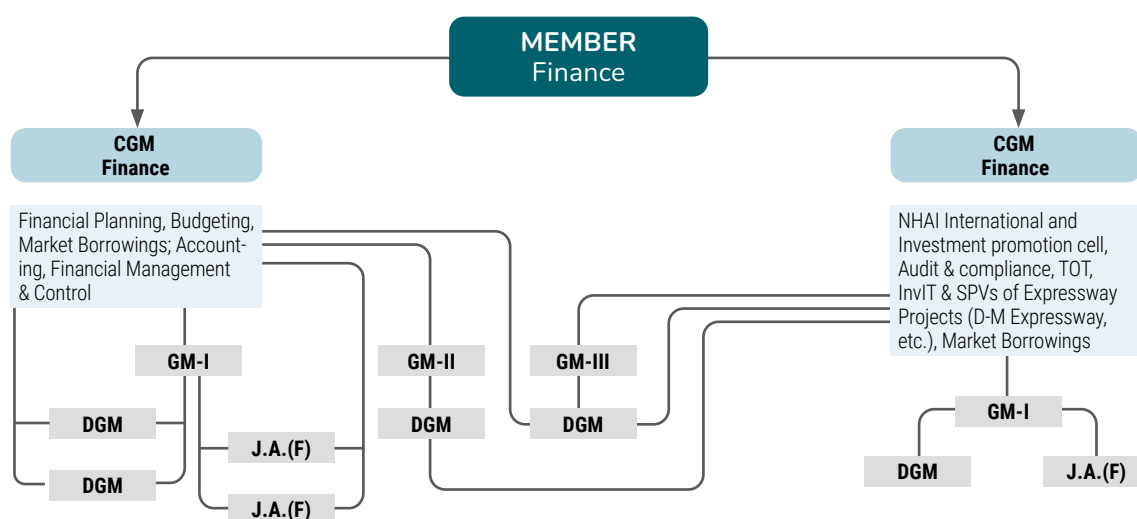 MEMBER
Finance
CGM
Finance
CGM
Finance
Financial Planning, Budgeting,
Market Borrowings; Account-
ing, Financial Management
& Control
NHAI International and
Investment promotion cell,
Audit & compliance, TOT,
InvIT & SPVs of Expressway
Projects (D-M Expressway,
etc.), Market Borrowings
GM-I
GM-II
GM-III
GM-I
DGM
DGM
DGM
J.A.(F)
DGM
J.A.(F)
DGM
J.A.(F)